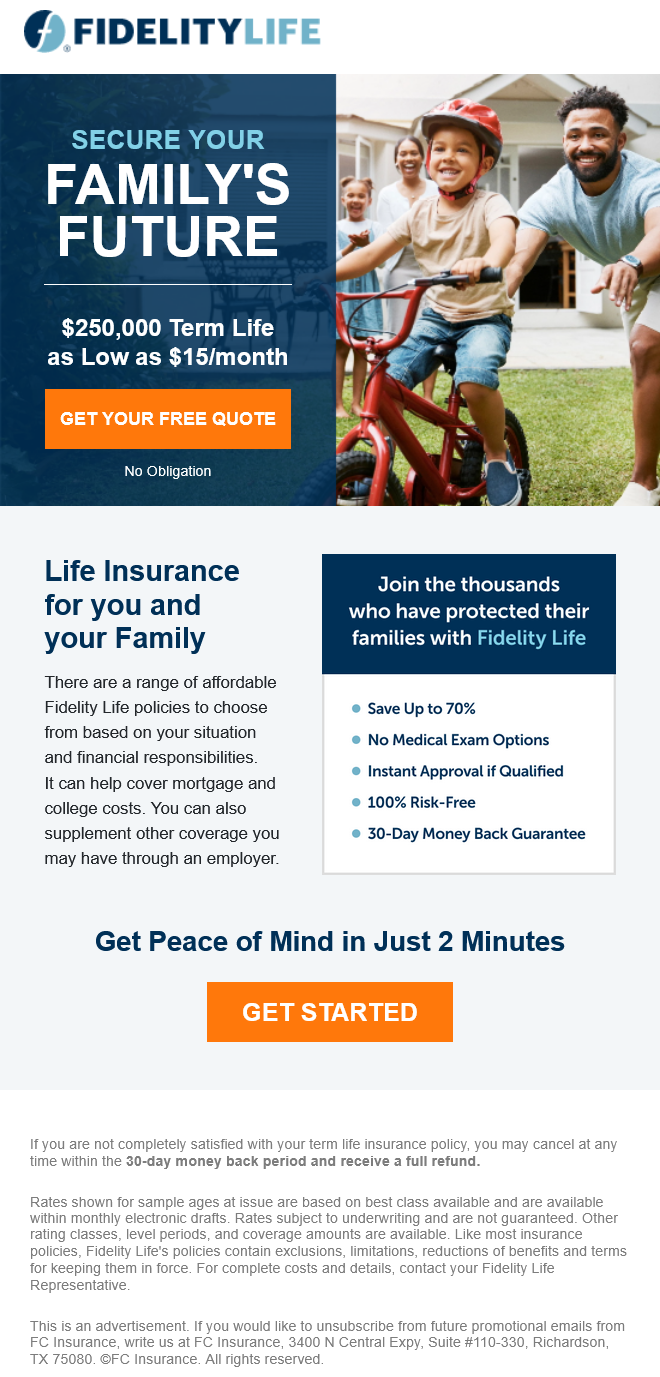 FIDELITYLIFE
®
SECURE YOUR
FAMILY'S
FUTURE
$250,000 Term Life
as Low as $15/month
GET YOUR FREE QUOTE
No Obligation
Life Insurance
for you and
your Family
There are a range of affordable
Fidelity Life policies to choose
from based on your situation
and financial responsibilities.
It can help cover mortgage and
college costs. You can also
supplement other coverage you
may have through an employer.
Join the thousands
who have protected their
families with Fidelity Life
Save Up to 70%
No Medical Exam Options
Instant Approval if Qualified
100% Risk-Free
30-Day Money Back Guarantee
Get Peace of Mind in Just 2 Minutes
GET STARTED
If you are not completely satisfied with your term life insurance policy, you may cancel at any
time within the 30-day money back period and receive a full refund.
Rates shown for sample ages at issue are based on best class available and are available
within monthly electronic drafts. Rates subject to underwriting and are not guaranteed. Other
rating classes, level periods, and coverage amounts are available. Like most insurance
policies, Fidelity Life's policies contain exclusions, limitations, reductions of benefits and terms
for keeping them in force. For complete costs and details, contact your Fidelity Life
Representative.
This is an advertisement. If you would like to unsubscribe from future promotional emails from
FC Insurance, write us at FC Insurance, 3400 N Central Expy, Suite #110-330, Richardson,
TX 75080. ©FC Insurance. All rights reserved.